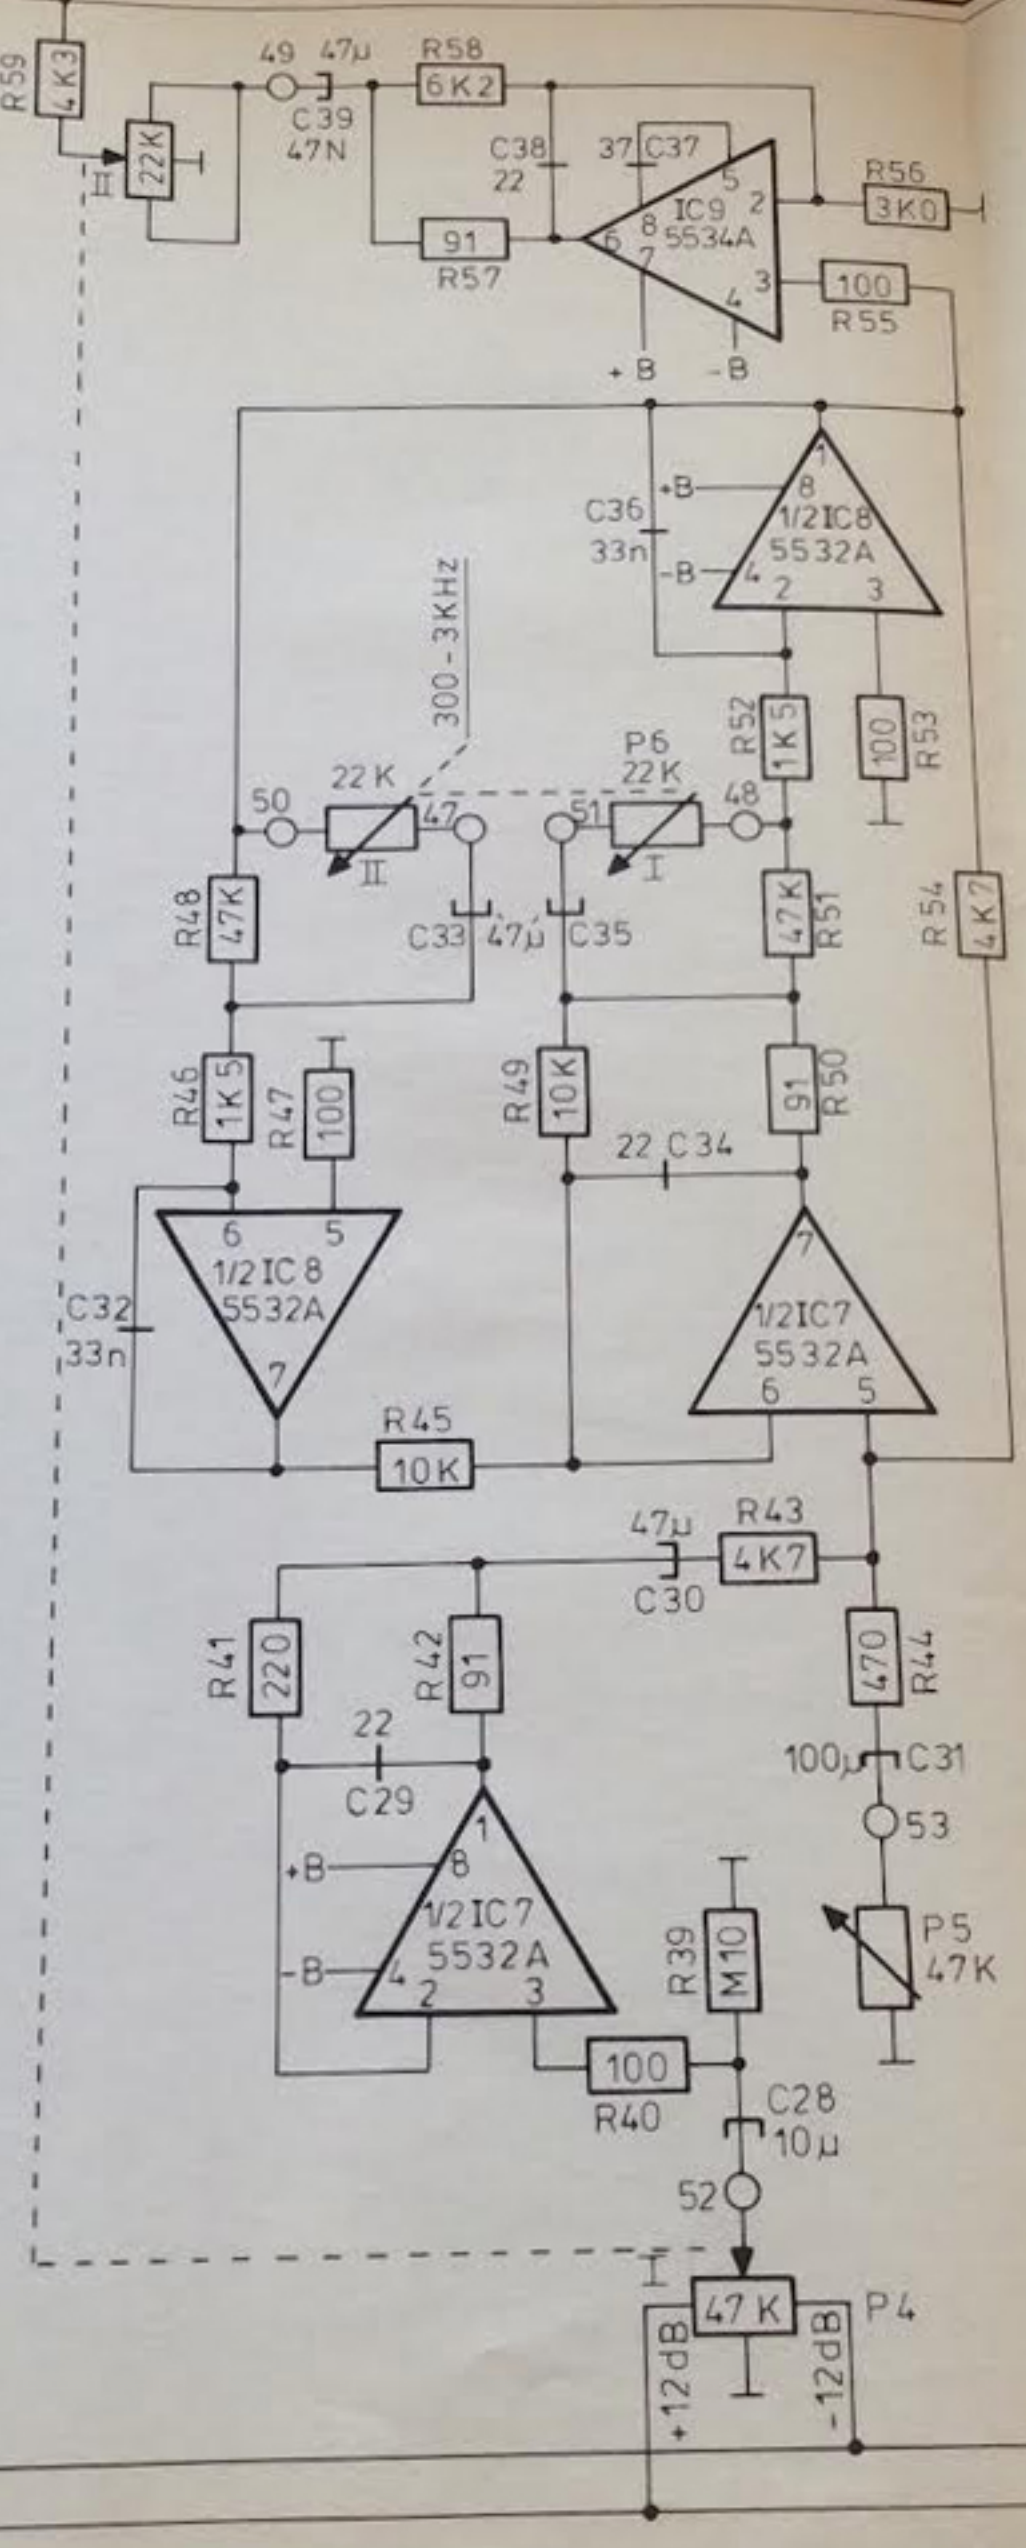 R59
4K3
II
22K
49
47µ
C39
47N
R58
6K2
C38
22
37
C37
R57
91
5
2
8
IC9
5534A
6
7
3
4
R56
3K0
100
R55
+B
-B
1
+B
8
C36
33n
1/2IC8
5532A
-B
4
2
3
300-3KHz
R52
1K5
100
R53
P6
22K
22K
50
47
51
48
II
I
R48
47K
C33
47µ
C35
47K
R51
R54
4K7
R46
1K5
R47
100
R49
10K
91
R50
22
C34
6
5
1/2IC8
5532A
C32
33n
7
7
1/2IC7
5532A
6
5
R45
10K
47µ
C30
R43
4K7
R41
220
R42
91
470
R44
22
C29
100µ
C31
53
1
+B
8
1/2IC7
5532A
-B
4
2
3
R39
M10
P5
47K
100
R40
C28
10µ
52
I
47K
P4
+12dB
-12dB